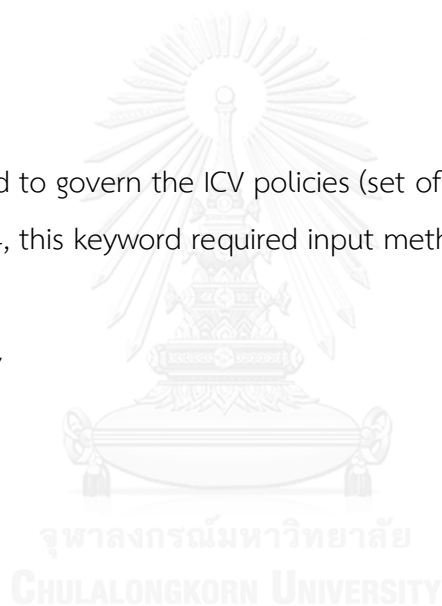 d to govern the ICV policies (set of
, this keyword required input meth
จุฬาลงกรณ์มหาวิทยาลัย
CHULALONGKORN UNIVERSITY